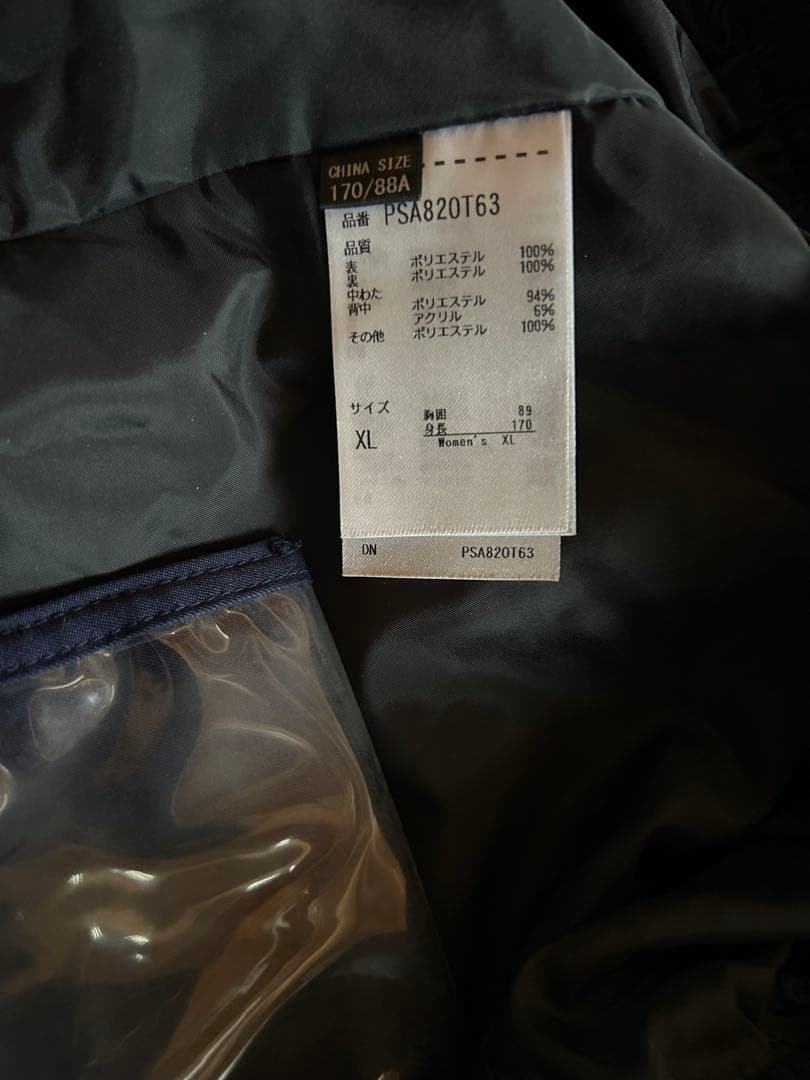 CHINA SIZE
170/88A
品番 PSA820T63
品質
表 ポリエステル 100%
裏 ポリエステル 100%
中わた
背中 ポリエステル 94%
アクリル 6%
その他 ポリエステル 100%
サイズ 胸囲 89
身長 170
XL Women's XL
DN PSA820T63